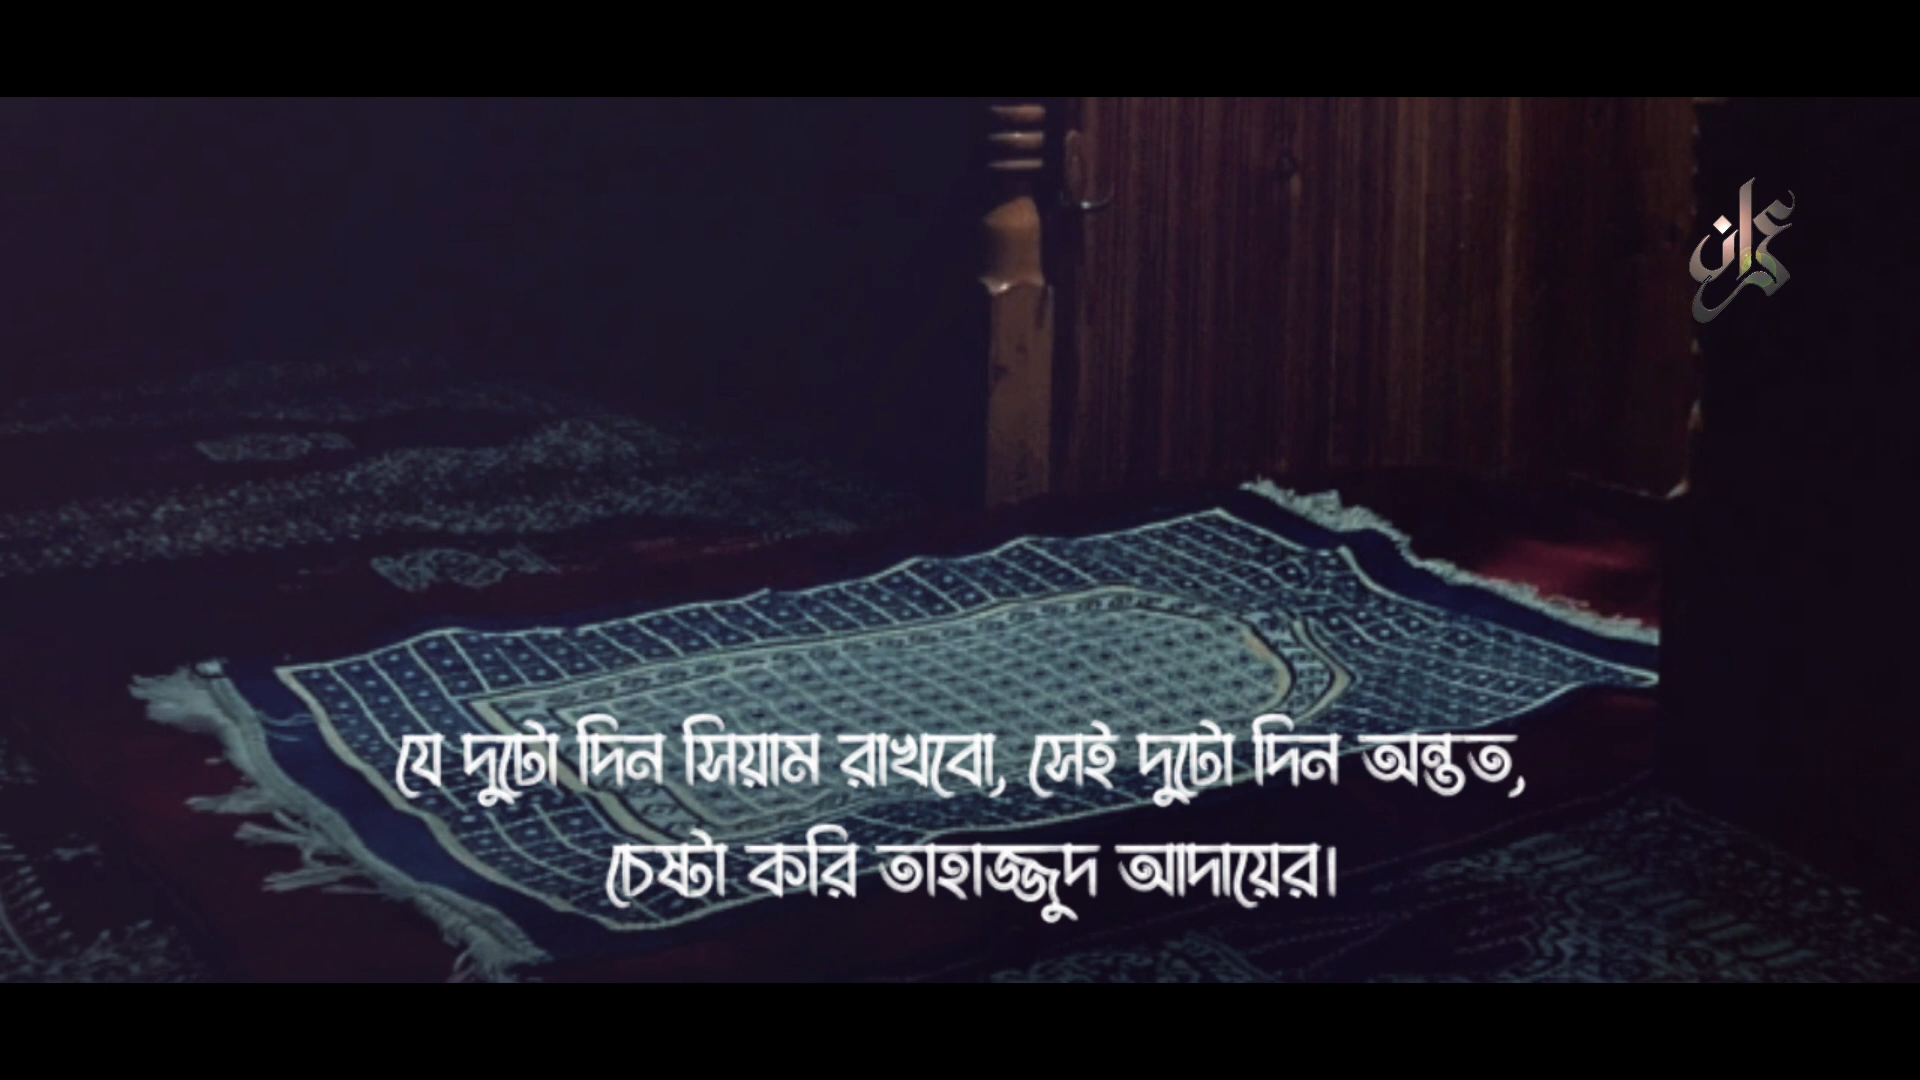 যে দুটো দিন সিয়াম রাখবো, সেই দুটো দিন অন্তত,
চেষ্টা করি তাহাজ্জুদ আদায়ের।